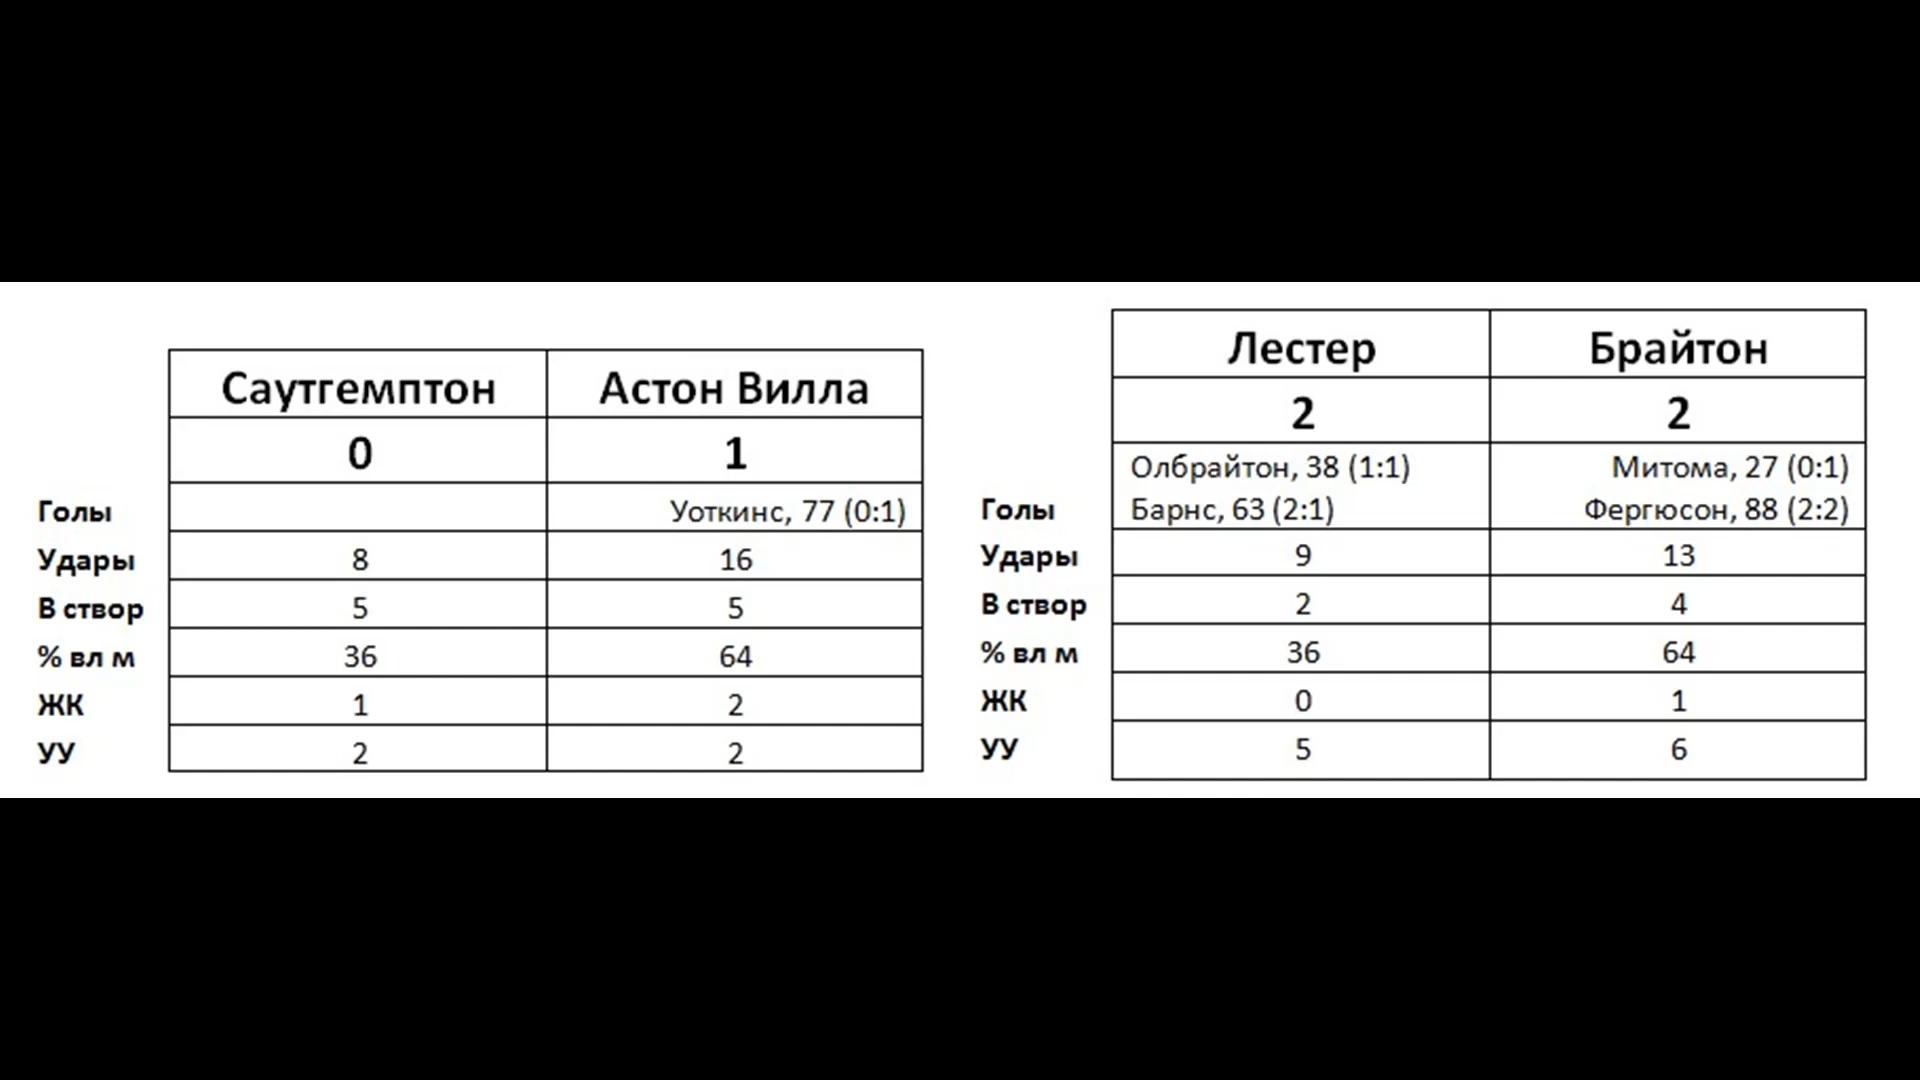 Саутгемптон Астон Вилла
0 1
Голы Уоткинс, 77 (0:1)
Удары 8 16
В створ 5 5
% вл м 36 64
ЖК 1 2
УУ 2 2
Лестер Брайтон
2 2
Олбрайтон, 38 (1:1) Митома, 27 (0:1)
Голы Барнс, 63 (2:1) Фергюсон, 88 (2:2)
Удары 9 13
В створ 2 4
% вл м 36 64
ЖК 0 1
УУ 5 6